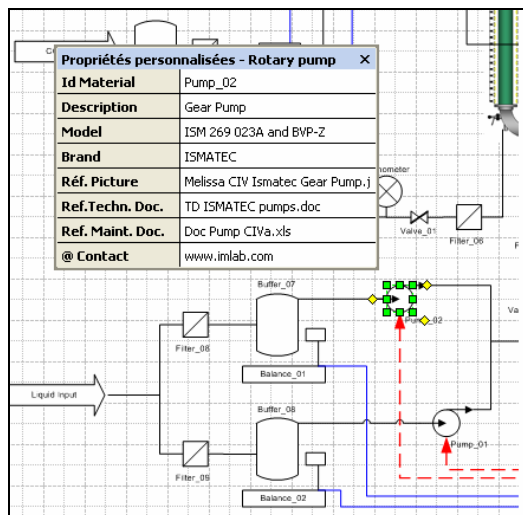 Propriétés personnalisées - Rotary pump
Id Material Pump_02
Description Gear Pump
Model ISM 269 023A and BVP-Z
Brand ISMATEC
Réf. Picture Melissa CIV Ismatec Gear Pump.j
Ref.Techn. Doc. TD ISMATEC pumps.doc
Ref. Maint. Doc. Doc Pump CIVa.xls
@ Contact www.imlab.com
Valve_01
Filter_06
Buffer_07
Filter_08
Balance_01
Liquid Input
Buffer_08
Pump_01
Filter_09
Balance_02